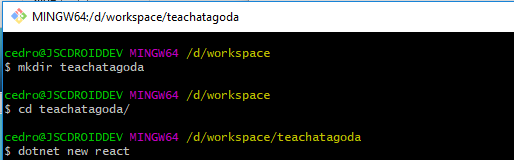 MINGW64:/d/workspace/teachatagoda
cedro@JSCDROIDDEV MINGW64 /d/workspace
$ mkdir teachatagoda
cedro@JSCDROIDDEV MINGW64 /d/workspace
$ cd teachatagoda/
cedro@JSCDROIDDEV MINGW64 /d/workspace/teachatagoda
$ dotnet new react